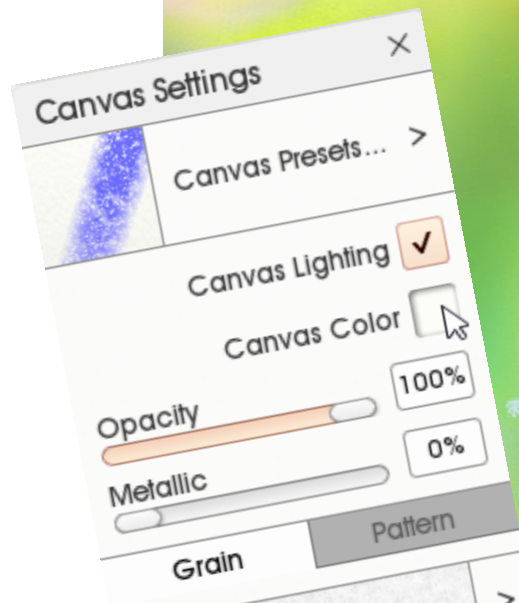 Canvas Settings
Canvas Presets...
Canvas Lighting
Canvas Color
Opacity
100%
Metallic
0%
Grain
Pattern